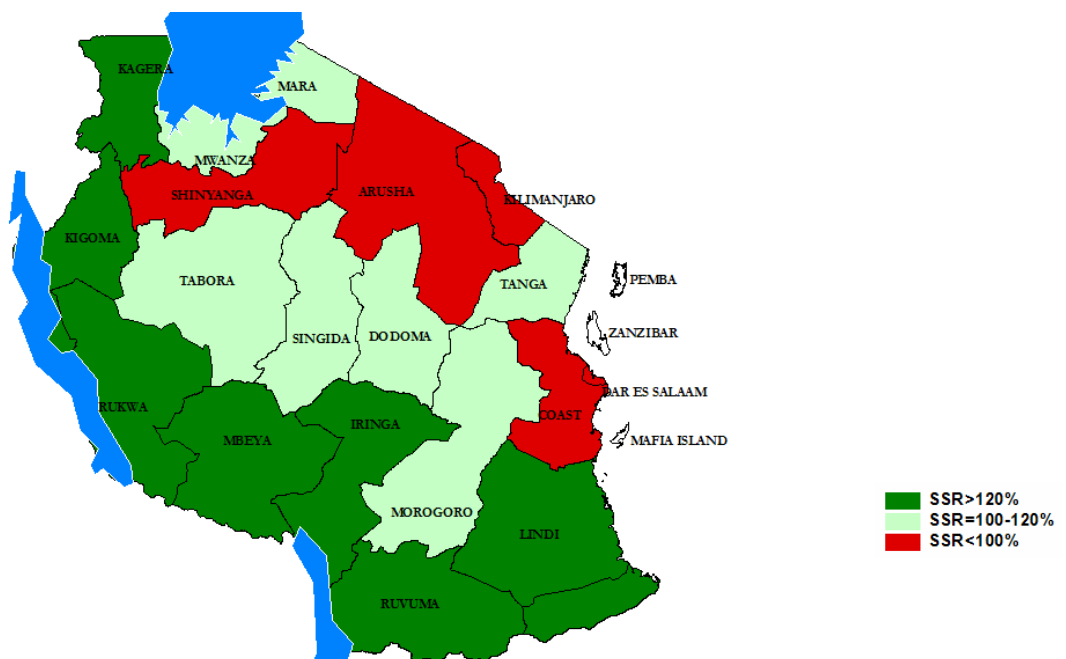 KAGERA
MARA
MWANZA
SHINYANGA
ARUSHA
KILIMANJARO
KIGOMA
TABORA
TANGA
PEMBA
SINGIDA
DODOMA
ZANZIBAR
RUKWA
DAR ES SALAAM
COAST
IRINGA
MBEYA
MAFIA ISLAND
MOROGORO
LINDI
RUVUMA
SSR>120%
SSR=100-120%
SSR<100%